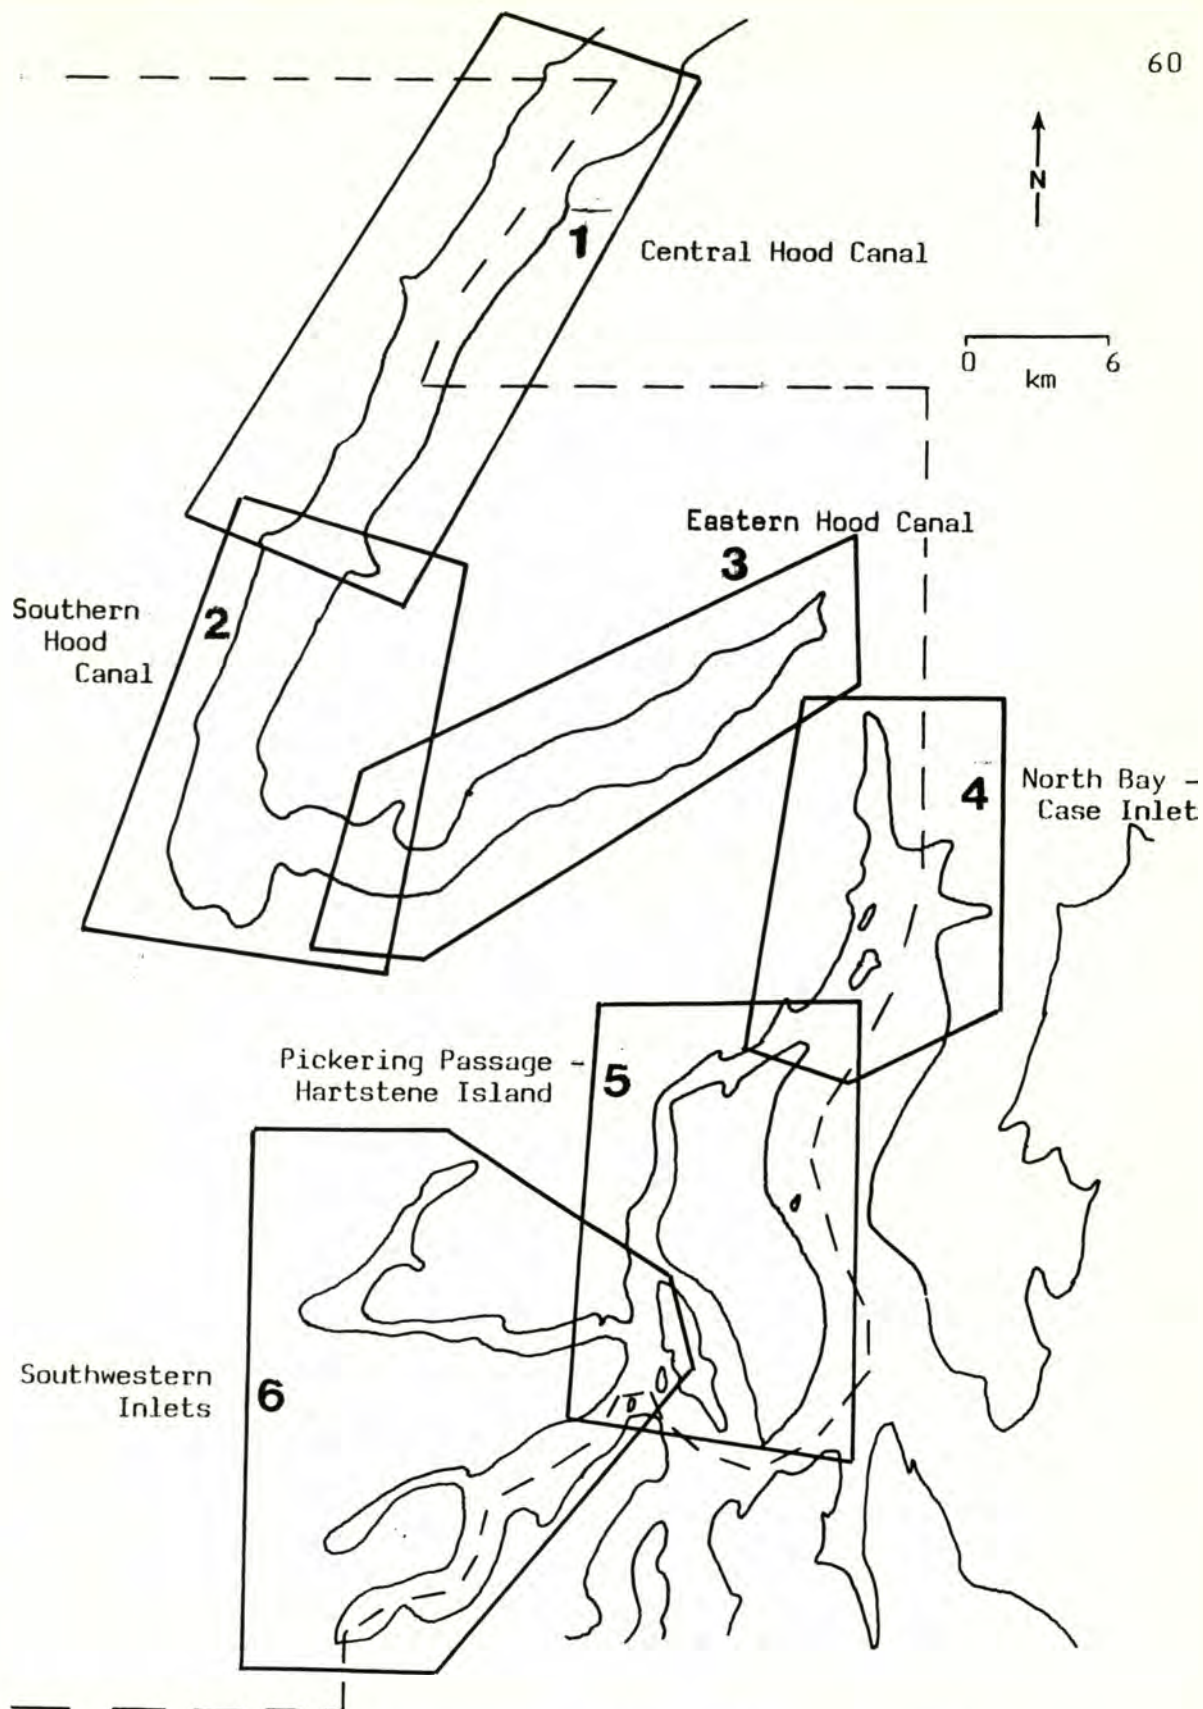 60
N
1
Central Hood Canal
0 6
km
Eastern Hood Canal
3
Southern
Hood
Canal
2
4
North Bay -
Case Inlet
Pickering Passage -
Hartstene Island
5
Southwestern
Inlets
6